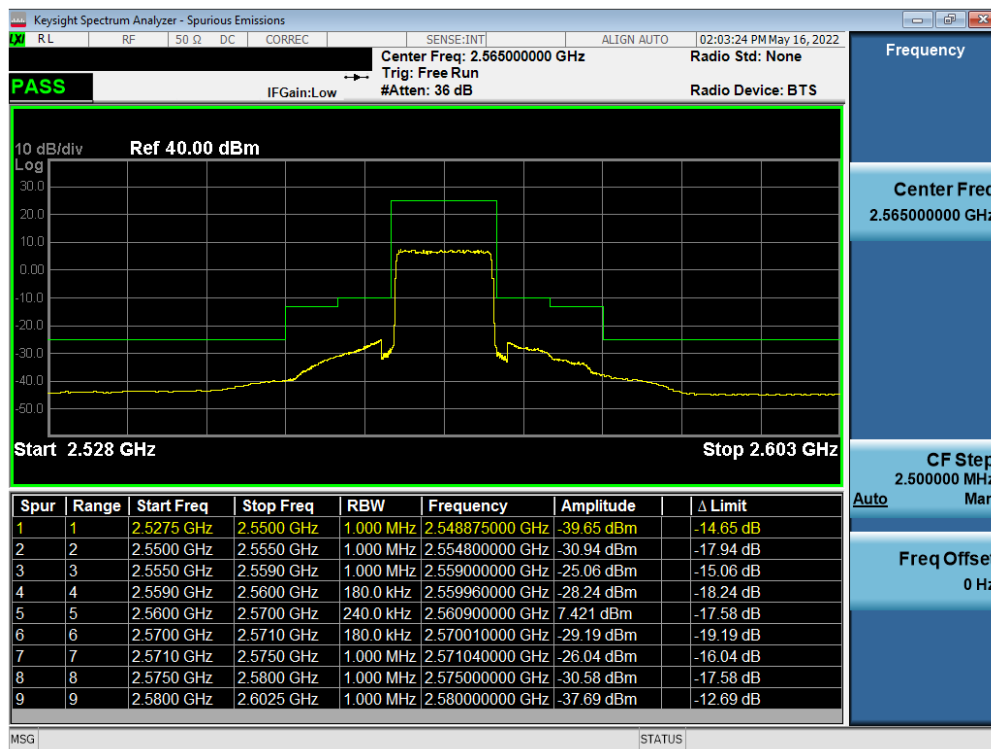 Keysight Spectrum Analyzer - Spurious Emissions
LXI RL RF 50 Ω DC CORREC SENSE:INT ALIGN AUTO 02:03:24 PM May 16, 2022
Center Freq: 2.565000000 GHz Radio Std: None
Trig: Free Run
PASS IFGain:Low #Atten: 36 dB Radio Device: BTS
Frequency
10 dB/div Ref 40.00 dBm
Log
30.0
20.0
10.0
0.00
-10.0
-20.0
-30.0
-40.0
-50.0
Start 2.528 GHz Stop 2.603 GHz
Center Freq
2.565000000 GHz
CF Step
2.500000 MHz
Auto Man
Freq Offset
0 Hz
Spur Range Start Freq Stop Freq RBW Frequency Amplitude Δ Limit
1 1 2.5275 GHz 2.5500 GHz 1.000 MHz 2.548875000 GHz -39.65 dBm -14.65 dB
2 2 2.5500 GHz 2.5550 GHz 1.000 MHz 2.554800000 GHz -30.94 dBm -17.94 dB
3 3 2.5550 GHz 2.5590 GHz 1.000 MHz 2.559000000 GHz -25.06 dBm -15.06 dB
4 4 2.5590 GHz 2.5600 GHz 180.0 kHz 2.559960000 GHz -28.24 dBm -18.24 dB
5 5 2.5600 GHz 2.5700 GHz 240.0 kHz 2.560900000 GHz 7.421 dBm -17.58 dB
6 6 2.5700 GHz 2.5710 GHz 180.0 kHz 2.570010000 GHz -29.19 dBm -19.19 dB
7 7 2.5710 GHz 2.5750 GHz 1.000 MHz 2.571040000 GHz -26.04 dBm -16.04 dB
8 8 2.5750 GHz 2.5800 GHz 1.000 MHz 2.575000000 GHz -30.58 dBm -17.58 dB
9 9 2.5800 GHz 2.6025 GHz 1.000 MHz 2.580000000 GHz -37.69 dBm -12.69 dB
MSG STATUS